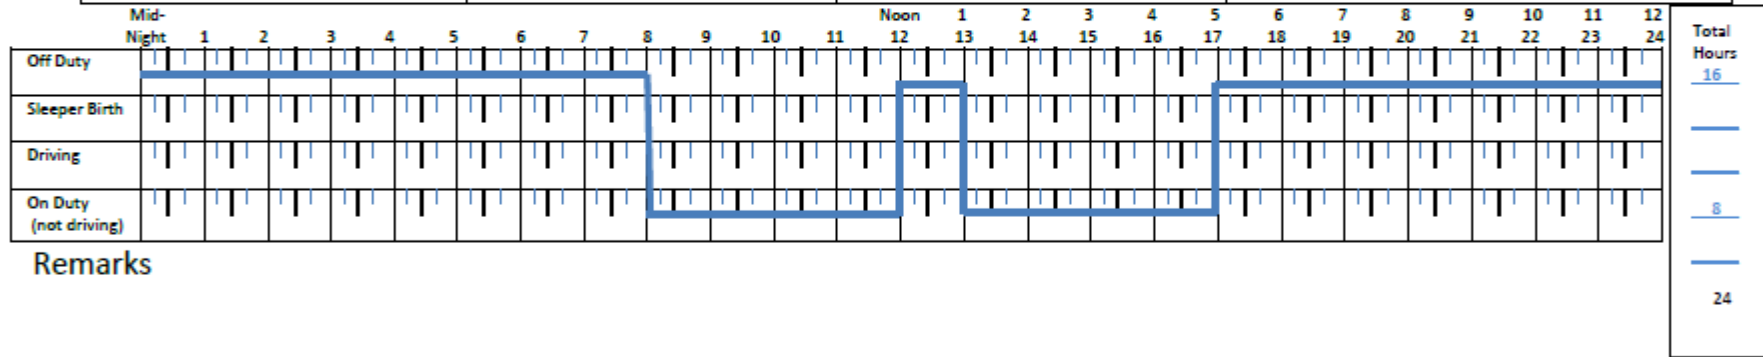 Mid-
Night 1 2 3 4 5 6 7 8 9 10 11 12 13 14 15 16 17 18 19 20 21 22 23 24
Noon 1 2 3 4 5 6 7 8 9 10 11 12
Total
Hours
Off Duty
16
Sleeper Birth
Driving
On Duty
(not driving)
8
Remarks
24